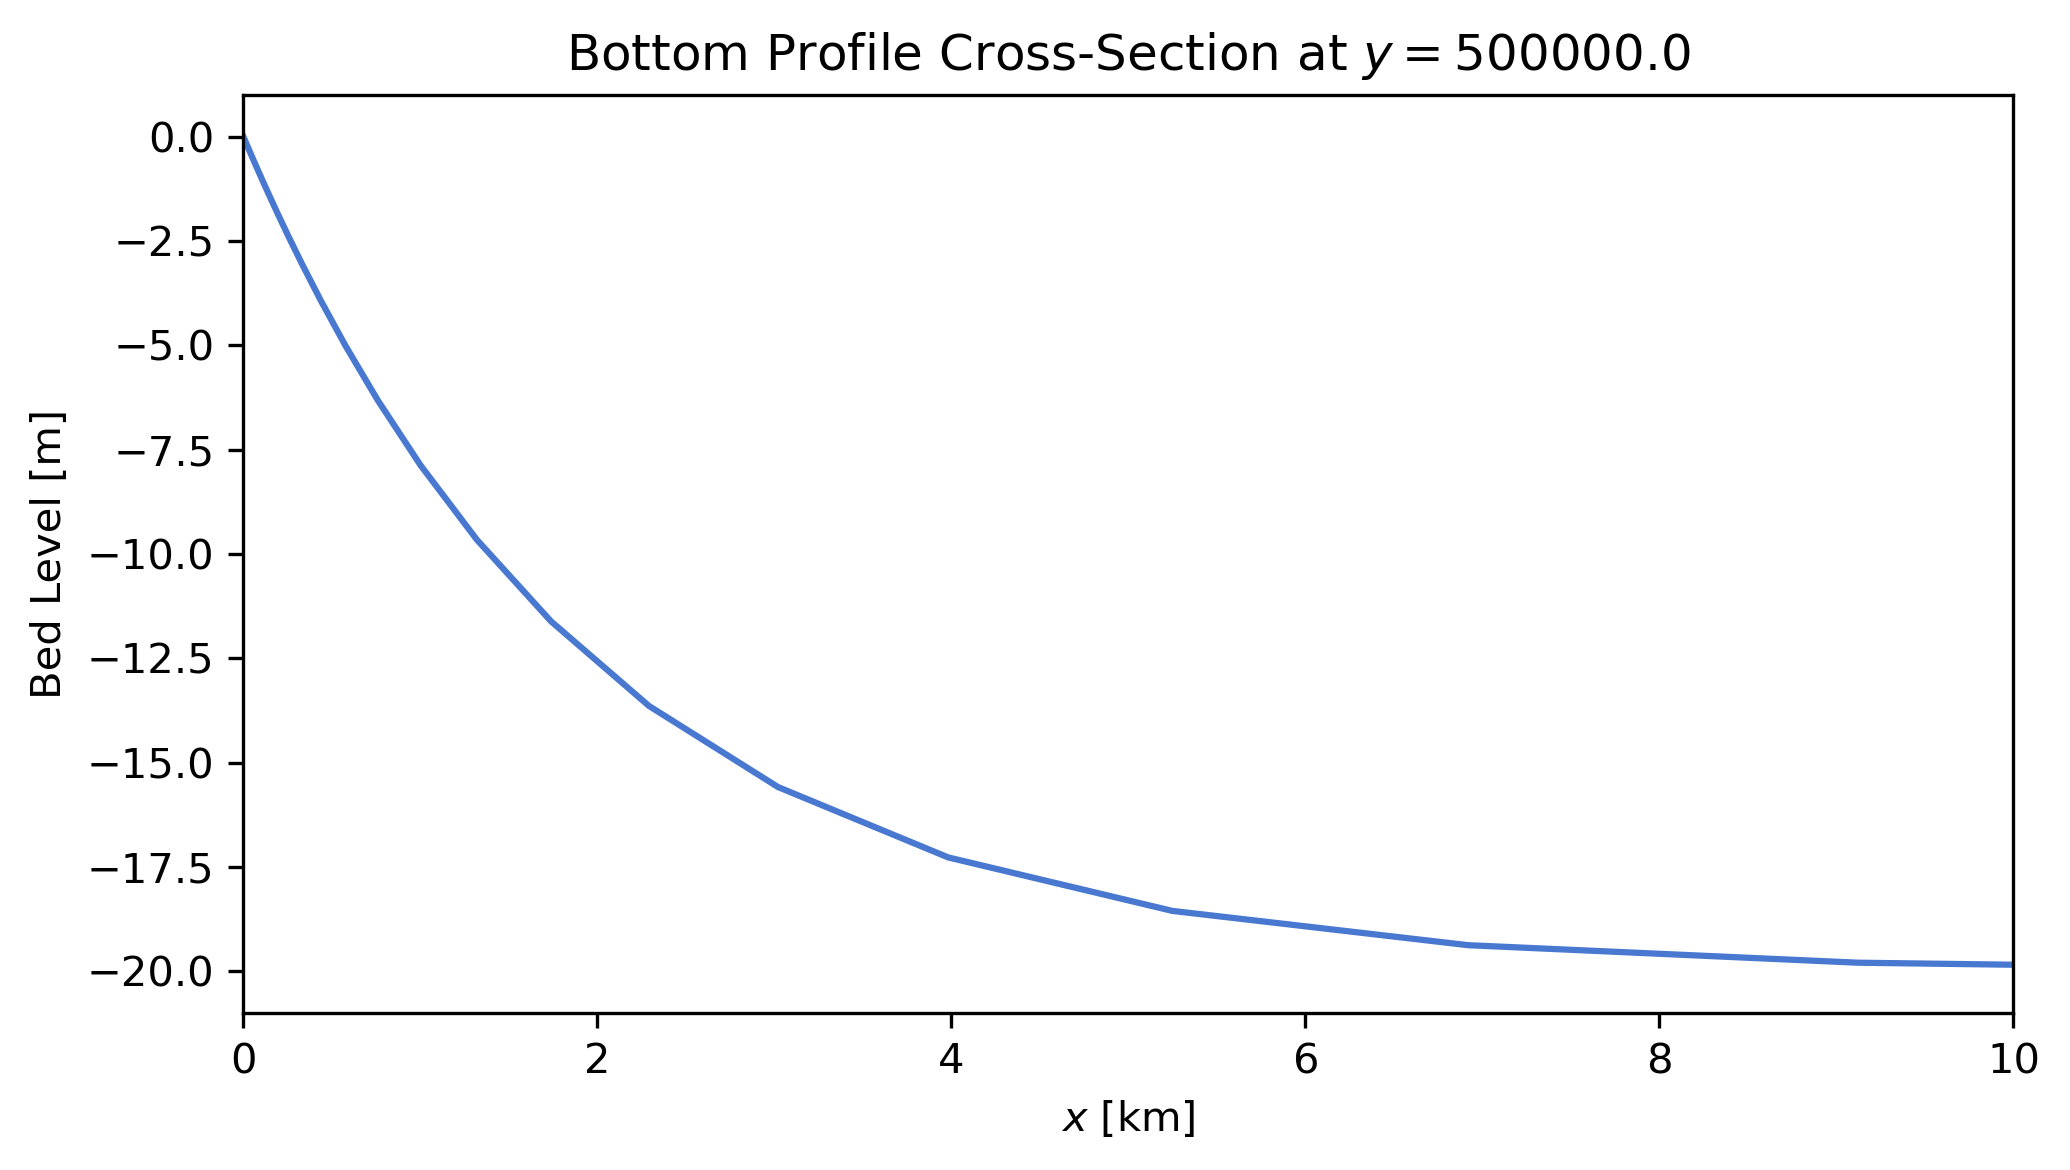 Bottom Profile Cross-Section at y = 500000.0
0.0
−2.5
−5.0
−7.5
−10.0
−12.5
−15.0
−17.5
−20.0
Bed Level [m]
0 2 4 6 8 10
x [km]